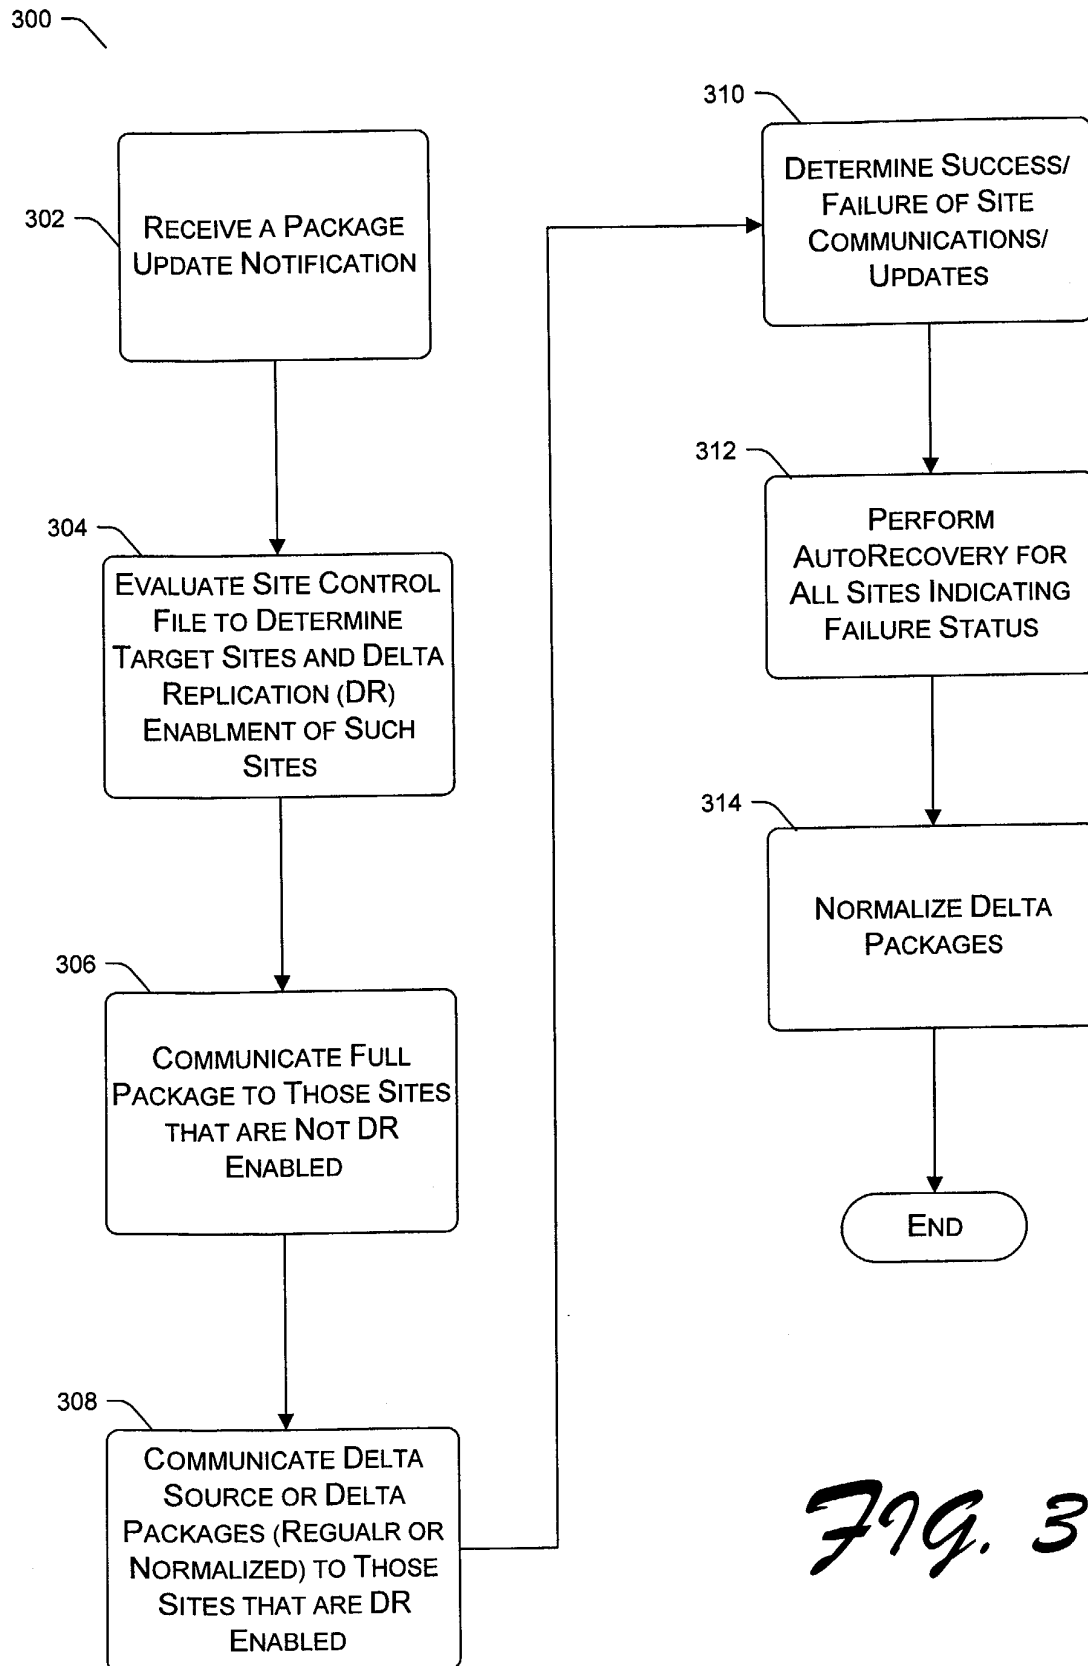 300
302
RECEIVE A PACKAGE
UPDATE NOTIFICATION
304
EVALUATE SITE CONTROL
FILE TO DETERMINE
TARGET SITES AND DELTA
REPLICATION (DR)
ENABLMENT OF SUCH
SITES
306
COMMUNICATE FULL
PACKAGE TO THOSE SITES
THAT ARE NOT DR
ENABLED
308
COMMUNICATE DELTA
SOURCE OR DELTA
PACKAGES (REGUALR OR
NORMALIZED) TO THOSE
SITES THAT ARE DR
ENABLED
310
DETERMINE SUCCESS/
FAILURE OF SITE
COMMUNICATIONS/
UPDATES
312
PERFORM
AUTORECOVERY FOR
ALL SITES INDICATING
FAILURE STATUS
314
NORMALIZE DELTA
PACKAGES
END
FIG. 3